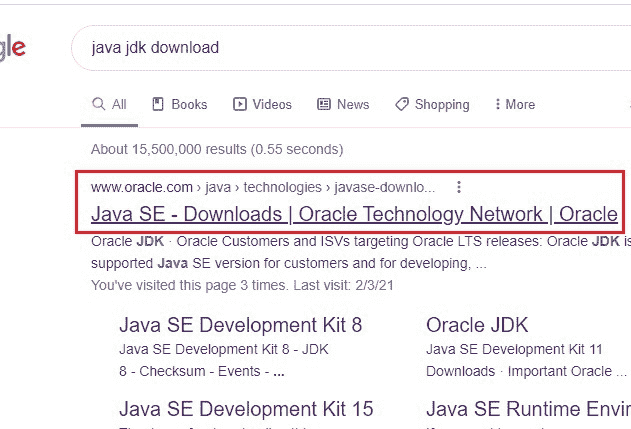 gle
java jdk download
All Books Videos News Shopping More
About 15,500,000 results (0.55 seconds)
www.oracle.com › java › technologies › javase-downlo...
Java SE - Downloads | Oracle Technology Network | Oracle
Oracle JDK · Oracle Customers and ISVs targeting Oracle LTS releases: Oracle JDK is
supported Java SE version for customers and for developing, ...
You've visited this page 3 times. Last visit: 2/3/21
Java SE Development Kit 8 Oracle JDK
Java SE Development Kit 8 - JDK Java SE Development Kit 11
8 - Checksum - Events - ... Downloads · Important Oracle ...
Java SE Development Kit 15 Java SE Runtime Envir